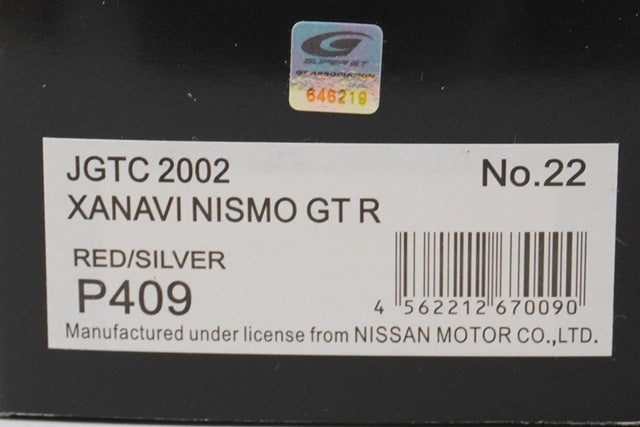 SUPER GT
GT ASSOCIATION
646219
JGTC 2002
No.22
XANAVI NISMO GT R
RED/SILVER
P409
4 562212 670090
Manufactured under license from NISSAN MOTOR CO.,LTD.